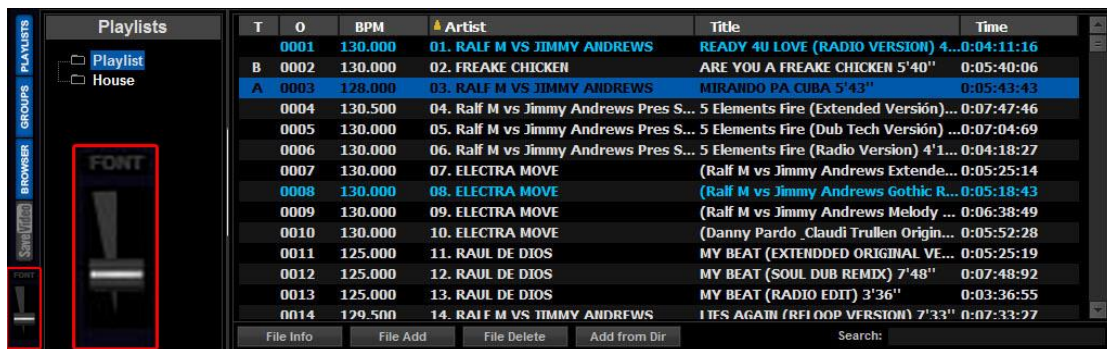 PLAYLISTS
GROUPS
BROWSER
SaveVideo
FONT
Playlists
Playlist
House
FONT
T O BPM Artist Title Time
0001 130.000 01. RALF M VS JIMMY ANDREWS READY 4U LOVE (RADIO VERSION) 4...0:04:11:16
B 0002 130.000 02. FREAKE CHICKEN ARE YOU A FREAKE CHICKEN 5'40'' 0:05:40:06
A 0003 128.000 03. RALF M VS JIMMY ANDREWS MIRANDO PA CUBA 5'43'' 0:05:43:43
0004 130.500 04. Ralf M vs Jimmy Andrews Pres S... 5 Elements Fire (Extended Versión)... 0:07:47:46
0005 130.000 05. Ralf M vs Jimmy Andrews Pres S... 5 Elements Fire (Dub Tech Versión) ...0:07:04:69
0006 130.000 06. Ralf M vs Jimmy Andrews Pres S... 5 Elements Fire (Radio Version) 4'1... 0:04:18:27
0007 130.000 07. ELECTRA MOVE (Ralf M vs Jimmy Andrews Extende... 0:05:25:14
0008 130.000 08. ELECTRA MOVE (Ralf M vs Jimmy Andrews Gothic R... 0:05:18:43
0009 130.000 09. ELECTRA MOVE (Ralf M vs Jimmy Andrews Melody ... 0:06:38:49
0010 130.000 10. ELECTRA MOVE (Danny Pardo _Claudi Trullen Origin... 0:05:52:28
0011 125.000 11. RAUL DE DIOS MY BEAT (EXTENDDED ORIGINAL VE... 0:05:25:19
0012 125.000 12. RAUL DE DIOS MY BEAT (SOUL DUB REMIX) 7'48'' 0:07:48:92
0013 125.000 13. RAUL DE DIOS MY BEAT (RADIO EDIT) 3'36'' 0:03:36:55
0014 129.500 14. RALF M VS JIMMY ANDREWS LIES AGAIN (RELOOP VERSION) 7'33'' 0:07:33:27
File Info File Add File Delete Add from Dir Search: